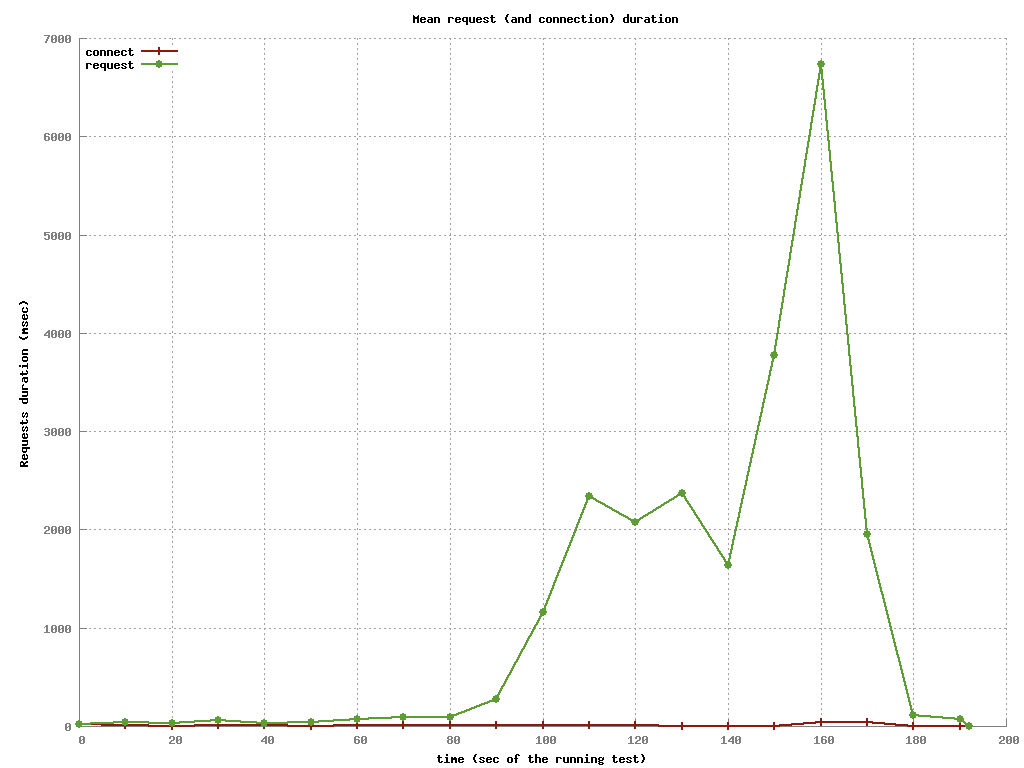 Mean request (and connection) duration
7000
connect
request
6000
5000
4000
3000
2000
1000
0
Requests duration (msec)
0 20 40 60 80 100 120 140 160 180 200
time (sec of the running test)